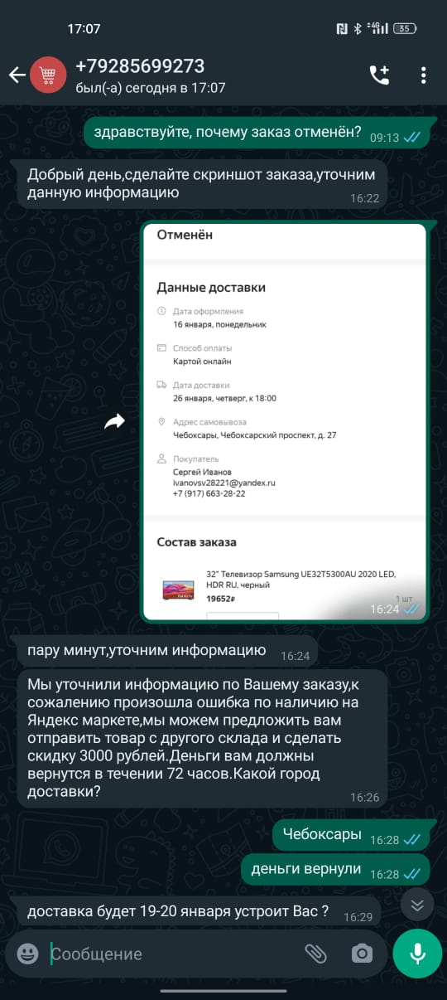 17:07
4G
35
+79285699273
был(-а) сегодня в 17:07
здравствуйте, почему заказ отменён?
09:13
Добрый день,сделайте скриншот заказа,уточним
данную информацию
16:22
Отменён
Данные доставки
Дата оформления
16 января, понедельник
Способ оплаты
Картой онлайн
Дата доставки
26 января, четверг, к 18:00
Адрес самовывоза
Чебоксары, Чебоксарский проспект, д. 27
Покупатель
Сергей Иванов
ivanovsv28221@yandex.ru
+7 (917) 663-28-22
Состав заказа
32" Телевизор Samsung UE32T5300AU 2020 LED,
HDR RU, черный
19652₽
1 шт
16:24
пару минут,уточним информацию
16:24
Мы уточнили информацию по Вашему заказу,к
сожалению произошла ошибка по наличию на
Яндекс маркете,мы можем предложить вам
отправить товар с другого склада и сделать
скидку 3000 рублей.Деньги вам должны
вернутся в течении 72 часов.Какой город
доставки?
16:26
Чебоксары
16:28
деньги вернули
16:28
доставка будет 19-20 января устроит Вас ?
16:29
Сообщение